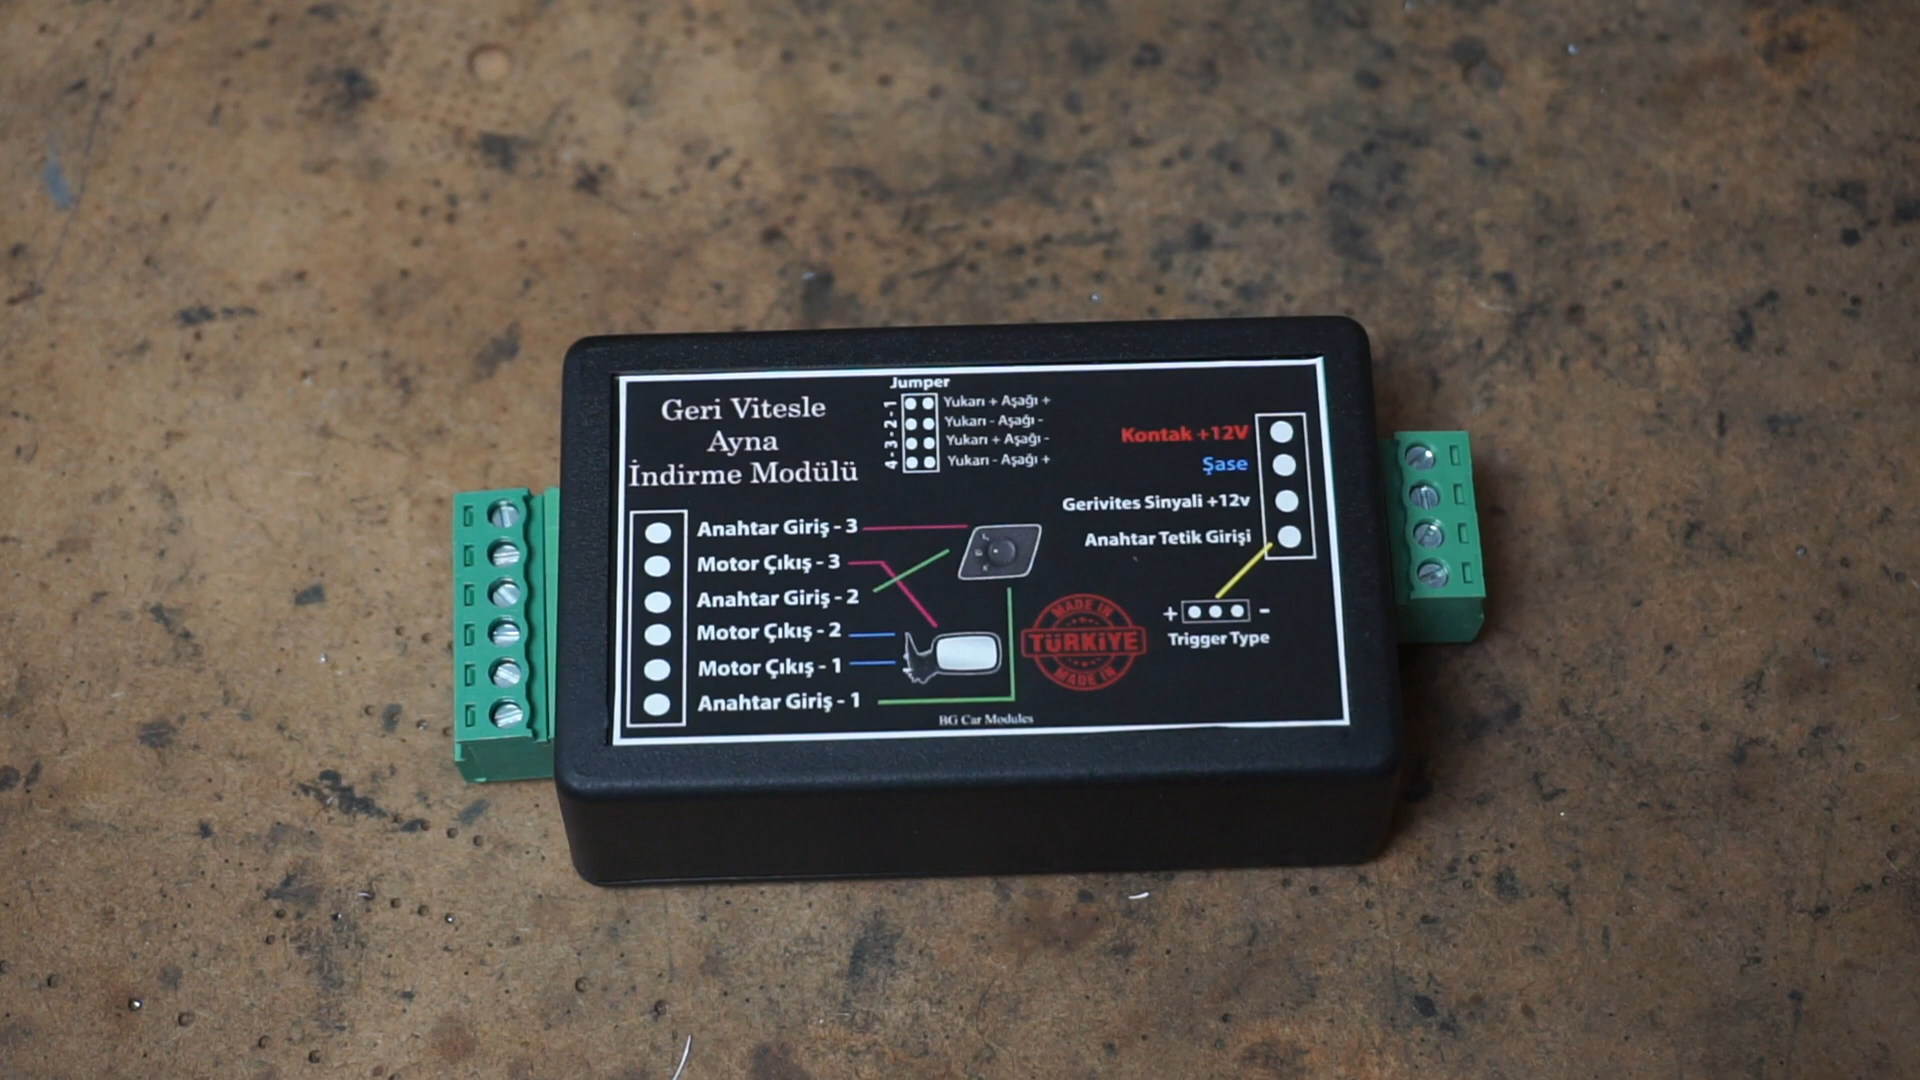 Geri Vitesle
Ayna
İndirme Modülü
Jumper
4-3-2-1
Yukarı + Aşağı +
Yukarı - Aşağı -
Yukarı + Aşağı -
Yukarı - Aşağı +
Kontak +12V
Şase
Gerivites Sinyali +12v
Anahtar Tetik Girişi
+ -
Trigger Type
Anahtar Giriş - 3
Motor Çıkış - 3
Anahtar Giriş - 2
Motor Çıkış - 2
Motor Çıkış - 1
Anahtar Giriş - 1
MADE IN
TÜRKİYE
MADE IN
BG Car Modules